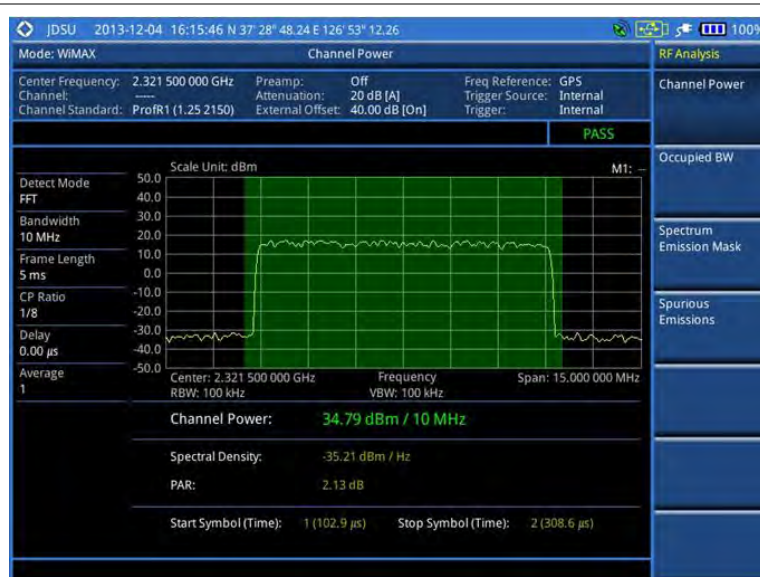 JDSU 2013-12-04 16:15:46 N 37' 28" 48.24 E 126' 53" 12.26 100%
Mode: WiMAX Channel Power RF Analysis
Center Frequency: 2.321 500 000 GHz Preamp: Off Freq Reference: GPS
Channel: ---- Attenuation: 20 dB [A] Trigger Source: Internal
Channel Standard: ProfR1 (1.25 2150) External Offset: 40.00 dB [On] Trigger: Internal
Channel Power
PASS
Occupied BW
Spectrum
Emission Mask
Spurious
Emissions
Scale Unit: dBm M1: --
Detect Mode
FFT
Bandwidth
10 MHz
Frame Length
5 ms
CP Ratio
1/8
Delay
0.00 μs
Average
1
50.0
40.0
30.0
20.0
10.0
0.0
-10.0
-20.0
-30.0
-40.0
-50.0
Center: 2.321 500 000 GHz Frequency Span: 15.000 000 MHz
RBW: 100 kHz VBW: 100 kHz
Channel Power: 34.79 dBm / 10 MHz
Spectral Density: -35.21 dBm / Hz
PAR: 2.13 dB
Start Symbol (Time): 1 (102.9 μs) Stop Symbol (Time): 2 (308.6 μs)